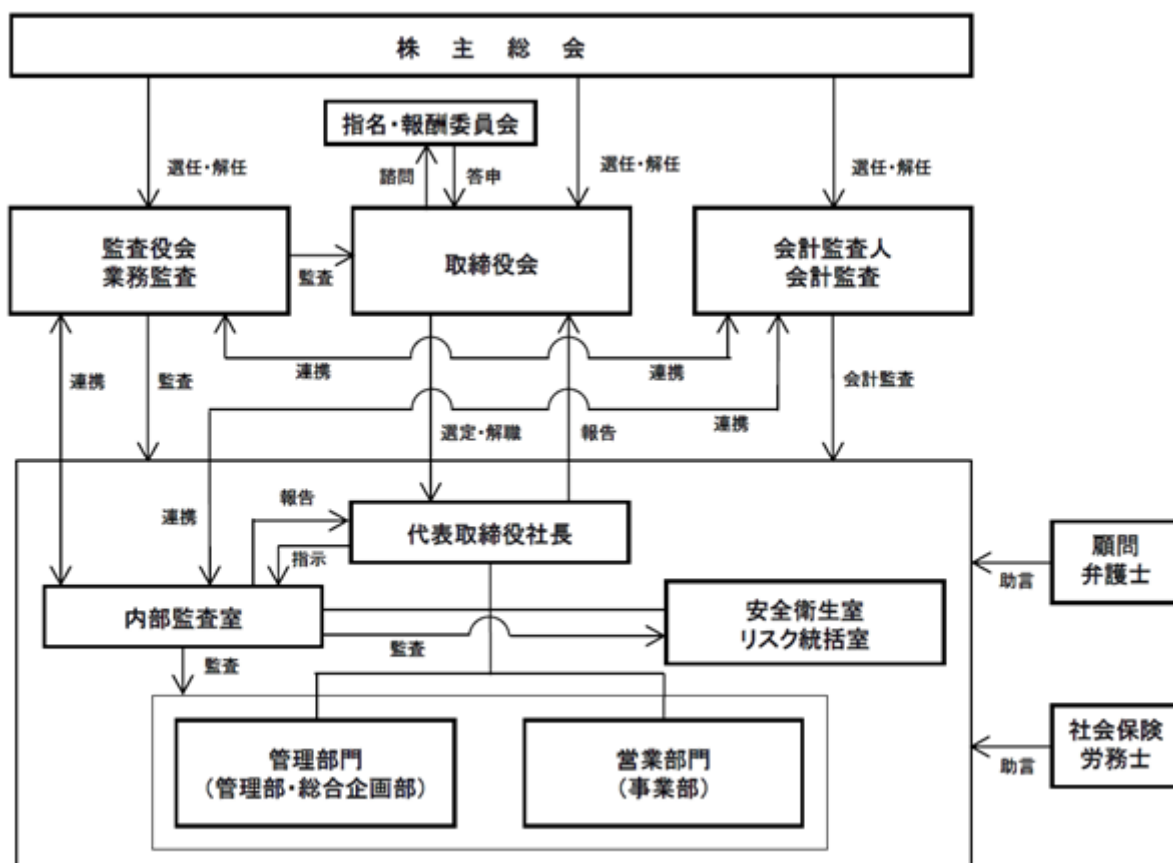 株主総会
指名・報酬委員会
選任・解任
諮問
答申
選任・解任
選任・解任
監査役会
業務監査
監査
取締役会
会計監査人
会計監査
連携
監査
連携
連携
会計監査
選定・解職
報告
連携
報告
連携
代表取締役社長
指示
顧問
弁護士
助言
内部監査室
安全衛生室
リスク統括室
監査
監査
管理部門
(管理部・総合企画部)
営業部門
(事業部)
社会保険
労務士
助言